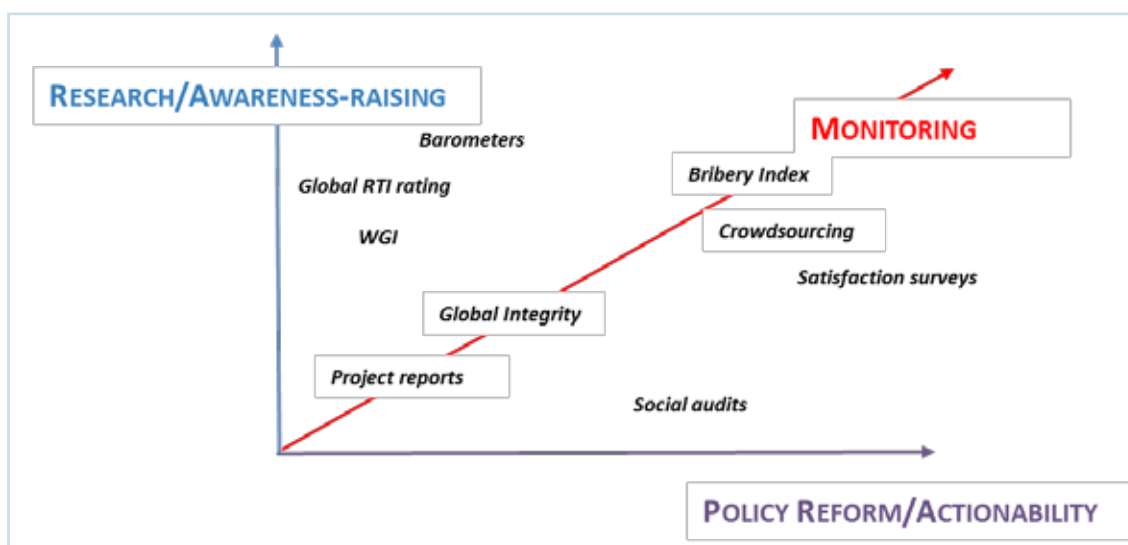 RESEARCH/AWARENESS-RAISING
MONITORING
Barometers
Bribery Index
Global RTI rating
Crowdsourcing
WGI
Satisfaction surveys
Global Integrity
Project reports
Social audits
POLICY REFORM/ACTIONABILITY